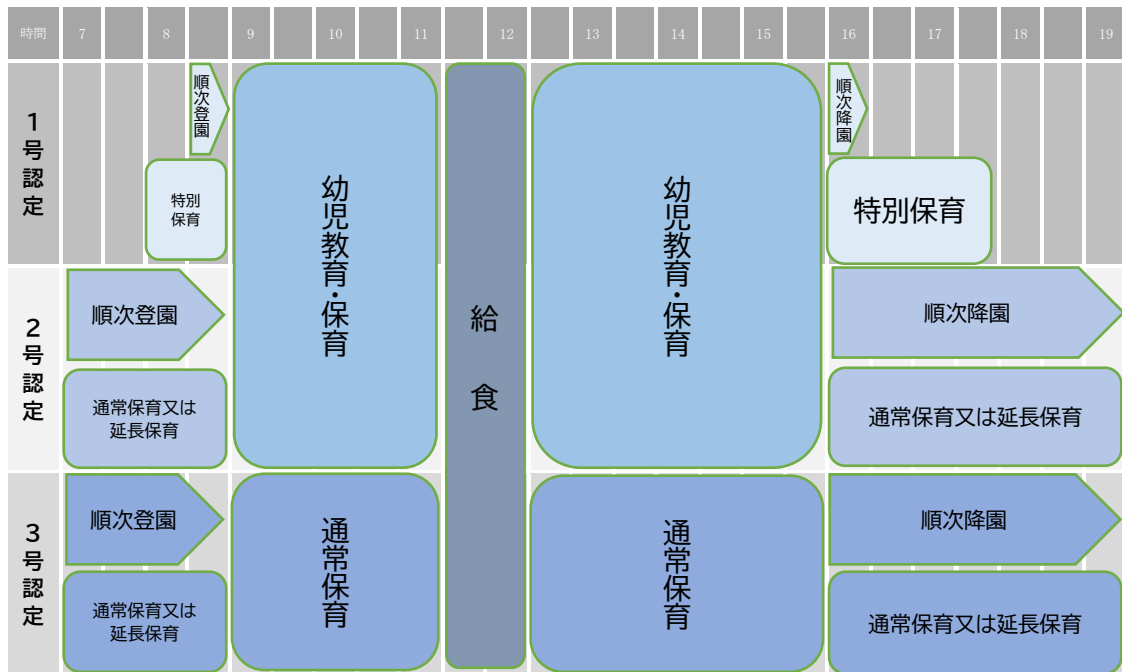 時間 7 8 9 10 11 12 13 14 15 16 17 18 19
1号認定
順次登園
特別
保育
幼児教育・保育
給食
幼児教育・保育
順次降園
特別保育
2号認定
順次登園
通常保育又は
延長保育
順次降園
通常保育又は延長保育
3号認定
順次登園
通常保育又は
延長保育
通常保育
通常保育
順次降園
通常保育又は延長保育